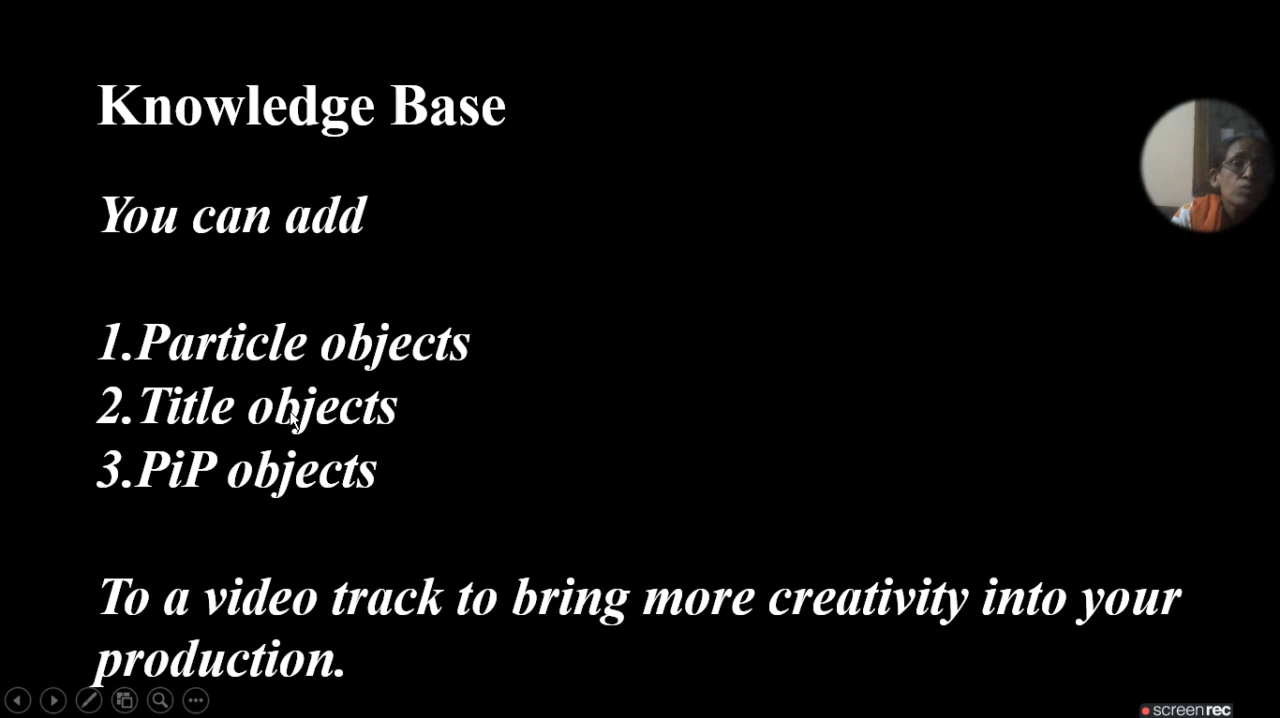 Knowledge Base
You can add
1.Particle objects
2.Title objects
3.PiP objects
To a video track to bring more creativity into your
production.
screenrec